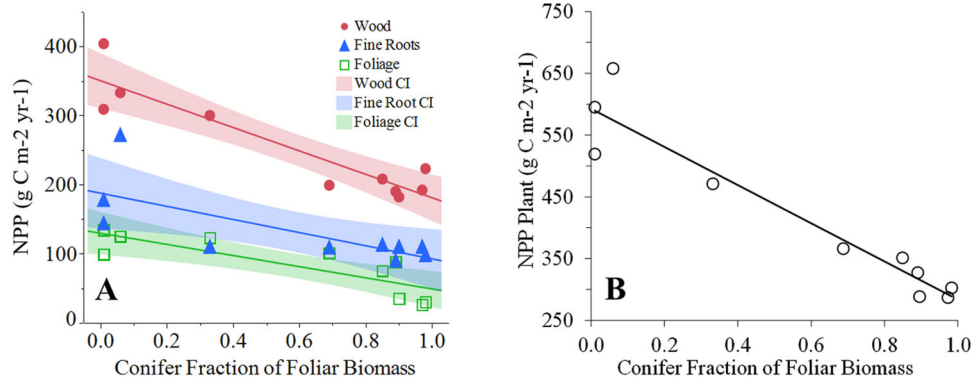 Wood
Fine Roots
Foliage
Wood CI
Fine Root CI
Foliage CI
400
300
200
100
0
NPP (g C m-2 yr-1)
A
0.0 0.2 0.4 0.6 0.8 1.0
Conifer Fraction of Foliar Biomass
750
650
550
450
350
250
NPP Plant (g C m-2 yr-1)
B
0.0 0.2 0.4 0.6 0.8 1.0
Conifer Fraction of Foliar Biomass